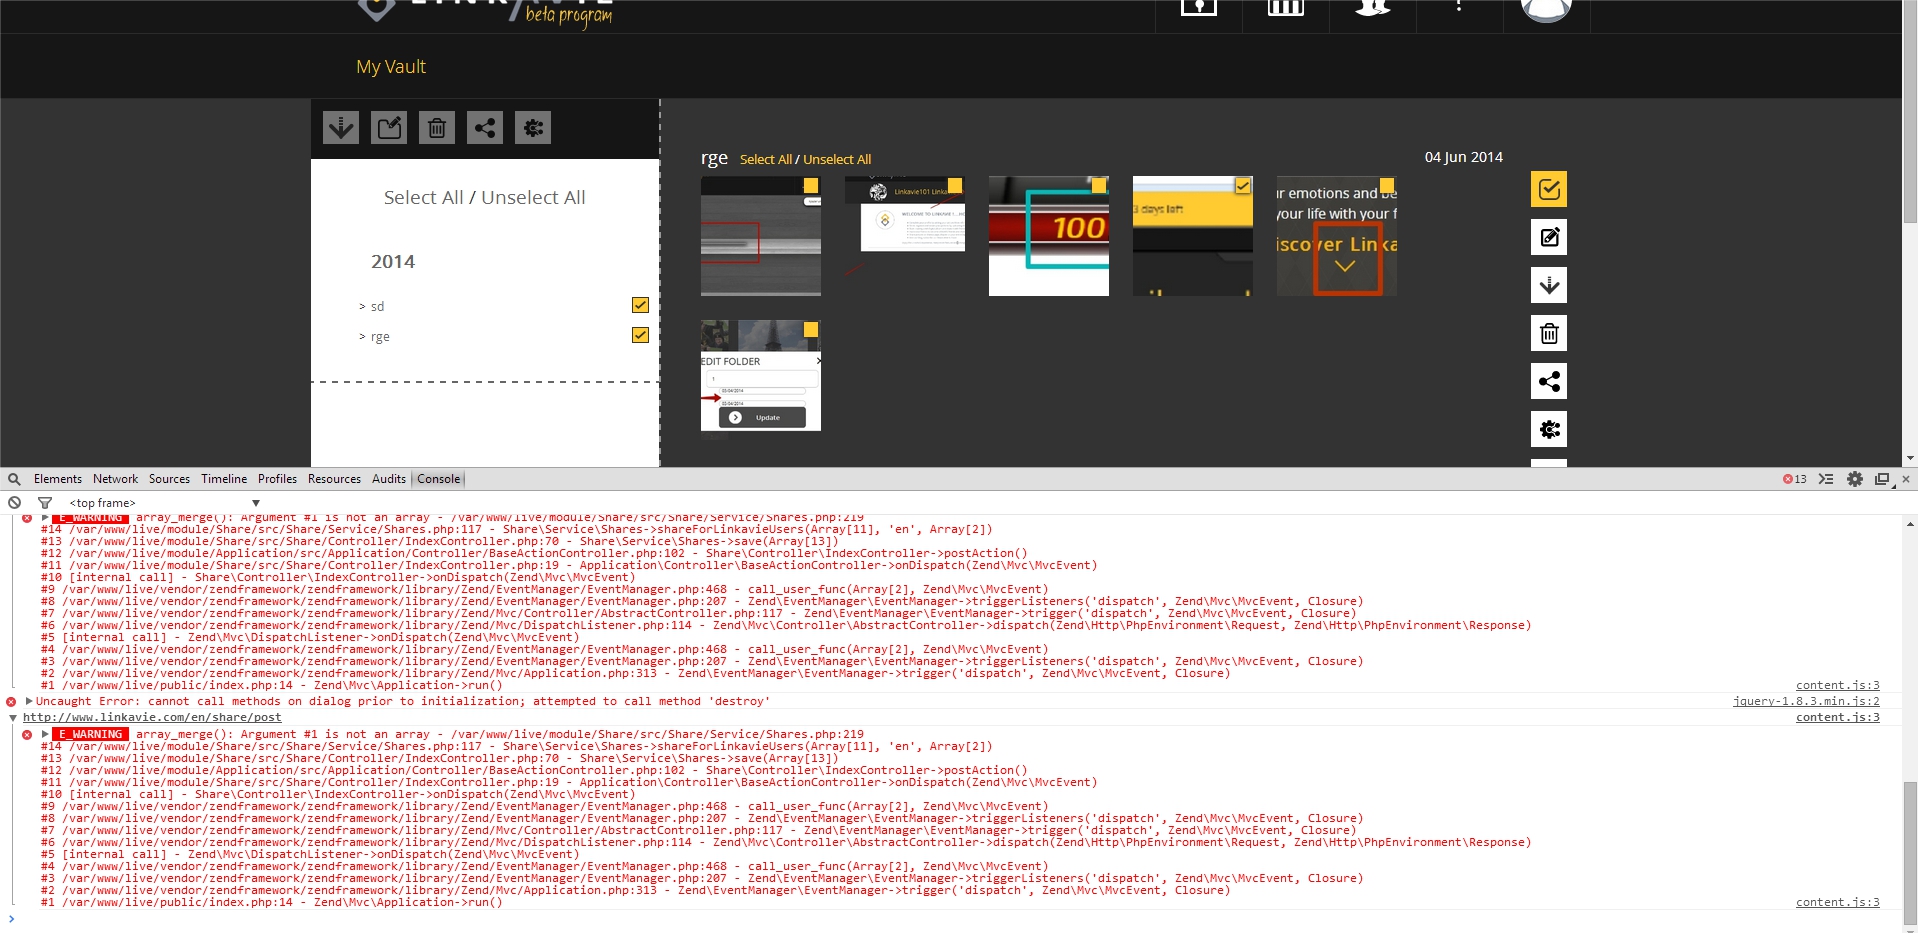 beta program
My Vault
Select All / Unselect All
2014
> sd
> rge
rge Select All / Unselect All
04 Jun 2014
Linkavie101
WELCOME TO LINKAVIE
100
3 days left
ur emotions and be
your life with your f
iscover Linka
EDIT FOLDER
1
03/04/2014
03/04/2014
Update
Elements Network Sources Timeline Profiles Resources Audits Console
13
<top frame>
E_WARNING array_merge(): Argument #1 is not an array - /var/www/live/module/Share/src/Share/Service/Shares.php:219
#14 /var/www/live/module/Share/src/Share/Service/Shares.php:117 - Share\Service\Shares->shareForLinkavieUsers(Array[11], 'en', Array[2])
#13 /var/www/live/module/Share/src/Share/Controller/IndexController.php:70 - Share\Service\Shares->save(Array[13])
#12 /var/www/live/module/Application/src/Application/Controller/BaseActionController.php:102 - Share\Controller\IndexController->postAction()
#11 /var/www/live/module/Share/src/Share/Controller/IndexController.php:19 - Application\Controller\BaseActionController->onDispatch(Zend\Mvc\MvcEvent)
#10 [internal call] - Share\Controller\IndexController->onDispatch(Zend\Mvc\MvcEvent)
#9 /var/www/live/vendor/zendframework/zendframework/library/Zend/EventManager/EventManager.php:468 - call_user_func(Array[2], Zend\Mvc\MvcEvent)
#8 /var/www/live/vendor/zendframework/zendframework/library/Zend/EventManager/EventManager.php:207 - Zend\EventManager\EventManager->triggerListeners('dispatch', Zend\Mvc\MvcEvent, Closure)
#7 /var/www/live/vendor/zendframework/zendframework/library/Zend/Mvc/Controller/AbstractController.php:117 - Zend\EventManager\EventManager->trigger('dispatch', Zend\Mvc\MvcEvent, Closure)
#6 /var/www/live/vendor/zendframework/zendframework/library/Zend/Mvc/DispatchListener.php:114 - Zend\Mvc\Controller\AbstractController->dispatch(Zend\Http\PhpEnvironment\Request, Zend\Http\PhpEnvironment\Response)
#5 [internal call] - Zend\Mvc\DispatchListener->onDispatch(Zend\Mvc\MvcEvent)
#4 /var/www/live/vendor/zendframework/zendframework/library/Zend/EventManager/EventManager.php:468 - call_user_func(Array[2], Zend\Mvc\MvcEvent)
#3 /var/www/live/vendor/zendframework/zendframework/library/Zend/EventManager/EventManager.php:207 - Zend\EventManager\EventManager->triggerListeners('dispatch', Zend\Mvc\MvcEvent, Closure)
#2 /var/www/live/vendor/zendframework/zendframework/library/Zend/Mvc/Application.php:313 - Zend\EventManager\EventManager->trigger('dispatch', Zend\Mvc\MvcEvent, Closure)
#1 /var/www/live/public/index.php:14 - Zend\Mvc\Application->run() content.js:3
Uncaught Error: cannot call methods on dialog prior to initialization; attempted to call method 'destroy' jquery-1.8.3.min.js:2
http://www.linkavie.com/en/share/post content.js:3
E_WARNING array_merge(): Argument #1 is not an array - /var/www/live/module/Share/src/Share/Service/Shares.php:219
#14 /var/www/live/module/Share/src/Share/Service/Shares.php:117 - Share\Service\Shares->shareForLinkavieUsers(Array[11], 'en', Array[2])
#13 /var/www/live/module/Share/src/Share/Controller/IndexController.php:70 - Share\Service\Shares->save(Array[13])
#12 /var/www/live/module/Application/src/Application/Controller/BaseActionController.php:102 - Share\Controller\IndexController->postAction()
#11 /var/www/live/module/Share/src/Share/Controller/IndexController.php:19 - Application\Controller\BaseActionController->onDispatch(Zend\Mvc\MvcEvent)
#10 [internal call] - Share\Controller\IndexController->onDispatch(Zend\Mvc\MvcEvent)
#9 /var/www/live/vendor/zendframework/zendframework/library/Zend/EventManager/EventManager.php:468 - call_user_func(Array[2], Zend\Mvc\MvcEvent)
#8 /var/www/live/vendor/zendframework/zendframework/library/Zend/EventManager/EventManager.php:207 - Zend\EventManager\EventManager->triggerListeners('dispatch', Zend\Mvc\MvcEvent, Closure)
#7 /var/www/live/vendor/zendframework/zendframework/library/Zend/Mvc/Controller/AbstractController.php:117 - Zend\EventManager\EventManager->trigger('dispatch', Zend\Mvc\MvcEvent, Closure)
#6 /var/www/live/vendor/zendframework/zendframework/library/Zend/Mvc/DispatchListener.php:114 - Zend\Mvc\Controller\AbstractController->dispatch(Zend\Http\PhpEnvironment\Request, Zend\Http\PhpEnvironment\Response)
#5 [internal call] - Zend\Mvc\DispatchListener->onDispatch(Zend\Mvc\MvcEvent)
#4 /var/www/live/vendor/zendframework/zendframework/library/Zend/EventManager/EventManager.php:468 - call_user_func(Array[2], Zend\Mvc\MvcEvent)
#3 /var/www/live/vendor/zendframework/zendframework/library/Zend/EventManager/EventManager.php:207 - Zend\EventManager\EventManager->triggerListeners('dispatch', Zend\Mvc\MvcEvent, Closure)
#2 /var/www/live/vendor/zendframework/zendframework/library/Zend/Mvc/Application.php:313 - Zend\EventManager\EventManager->trigger('dispatch', Zend\Mvc\MvcEvent, Closure)
#1 /var/www/live/public/index.php:14 - Zend\Mvc\Application->run() content.js:3